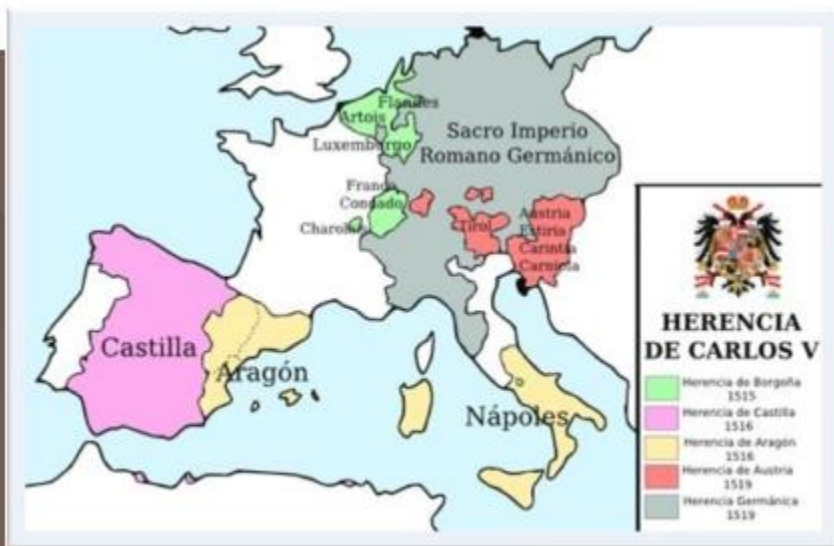 Flandes
Artois
Luxemburgo
Sacro Imperio
Romano Germánico
Franco
Condado
Charolais
Tirol
Austria
Estiria
Carintia
Carniola
Castilla
Aragón
Nápoles
HERENCIA
DE CARLOS V
Herencia de Borgoña
1515
Herencia de Castilla
1516
Herencia de Aragón
1516
Herencia de Austria
1519
Herencia Germánica
1519